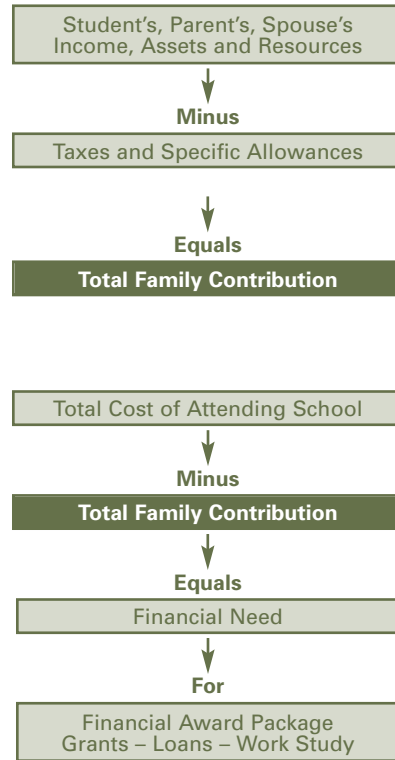 Student's, Parent's, Spouse's
Income, Assets and Resources
Minus
Taxes and Specific Allowances
Equals
Total Family Contribution
Total Cost of Attending School
Minus
Total Family Contribution
Equals
Financial Need
For
Financial Award Package
Grants – Loans – Work Study